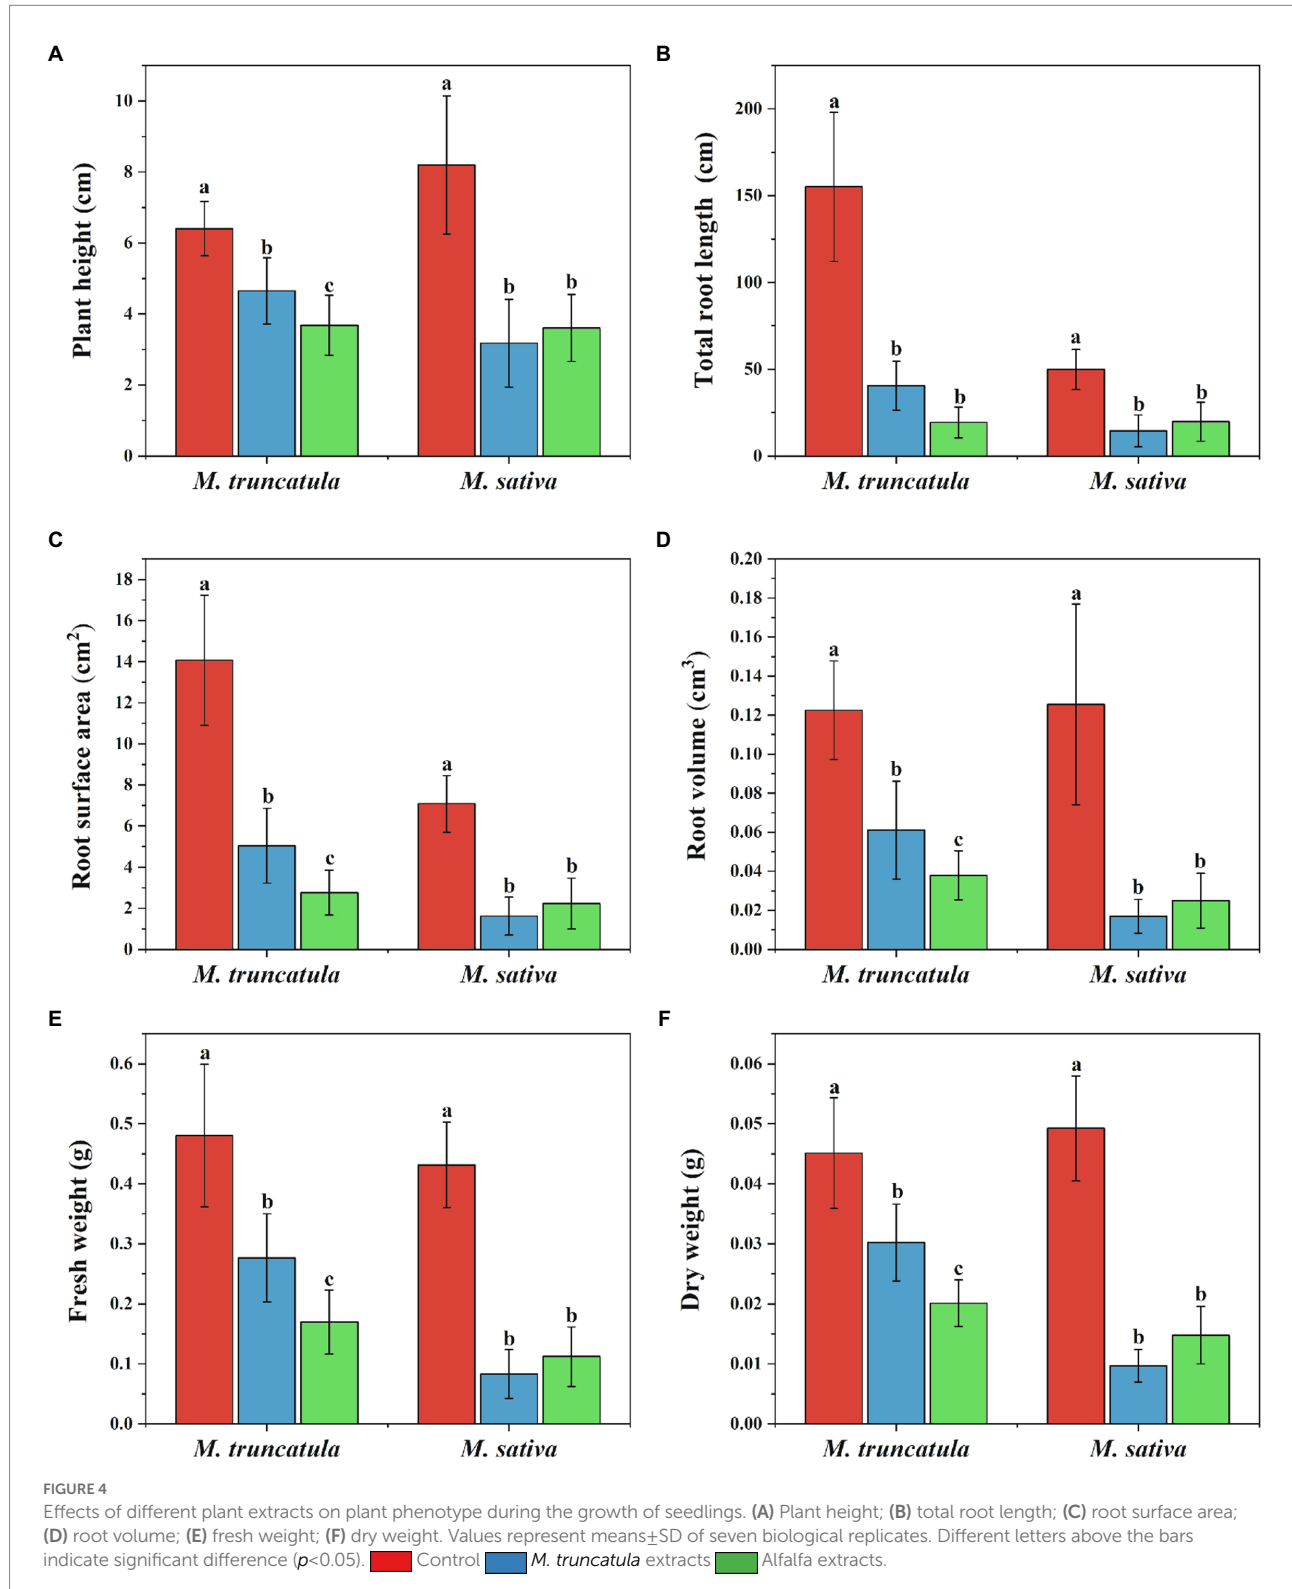 A
Plant height (cm)
10
8
6
4
2
0
a
b
c
a
b
b
M. truncatula
M. sativa
B
Total root length (cm)
200
150
100
50
0
a
b
b
a
b
b
M. truncatula
M. sativa
C
Root surface area (cm²)
18
16
14
12
10
8
6
4
2
0
a
b
c
a
b
b
M. truncatula
M. sativa
D
Root volume (cm³)
0.20
0.18
0.16
0.14
0.12
0.10
0.08
0.06
0.04
0.02
0.00
a
b
c
a
b
b
M. truncatula
M. sativa
E
Fresh weight (g)
0.6
0.5
0.4
0.3
0.2
0.1
0.0
a
b
c
a
b
b
M. truncatula
M. sativa
F
Dry weight (g)
0.06
0.05
0.04
0.03
0.02
0.01
0.00
a
b
c
a
b
b
M. truncatula
M. sativa
FIGURE 4
Effects of different plant extracts on plant phenotype during the growth of seedlings. (A) Plant height; (B) total root length; (C) root surface area;
(D) root volume; (E) fresh weight; (F) dry weight. Values represent means±SD of seven biological replicates. Different letters above the bars
indicate significant difference (p<0.05). Control M. truncatula extracts Alfalfa extracts.